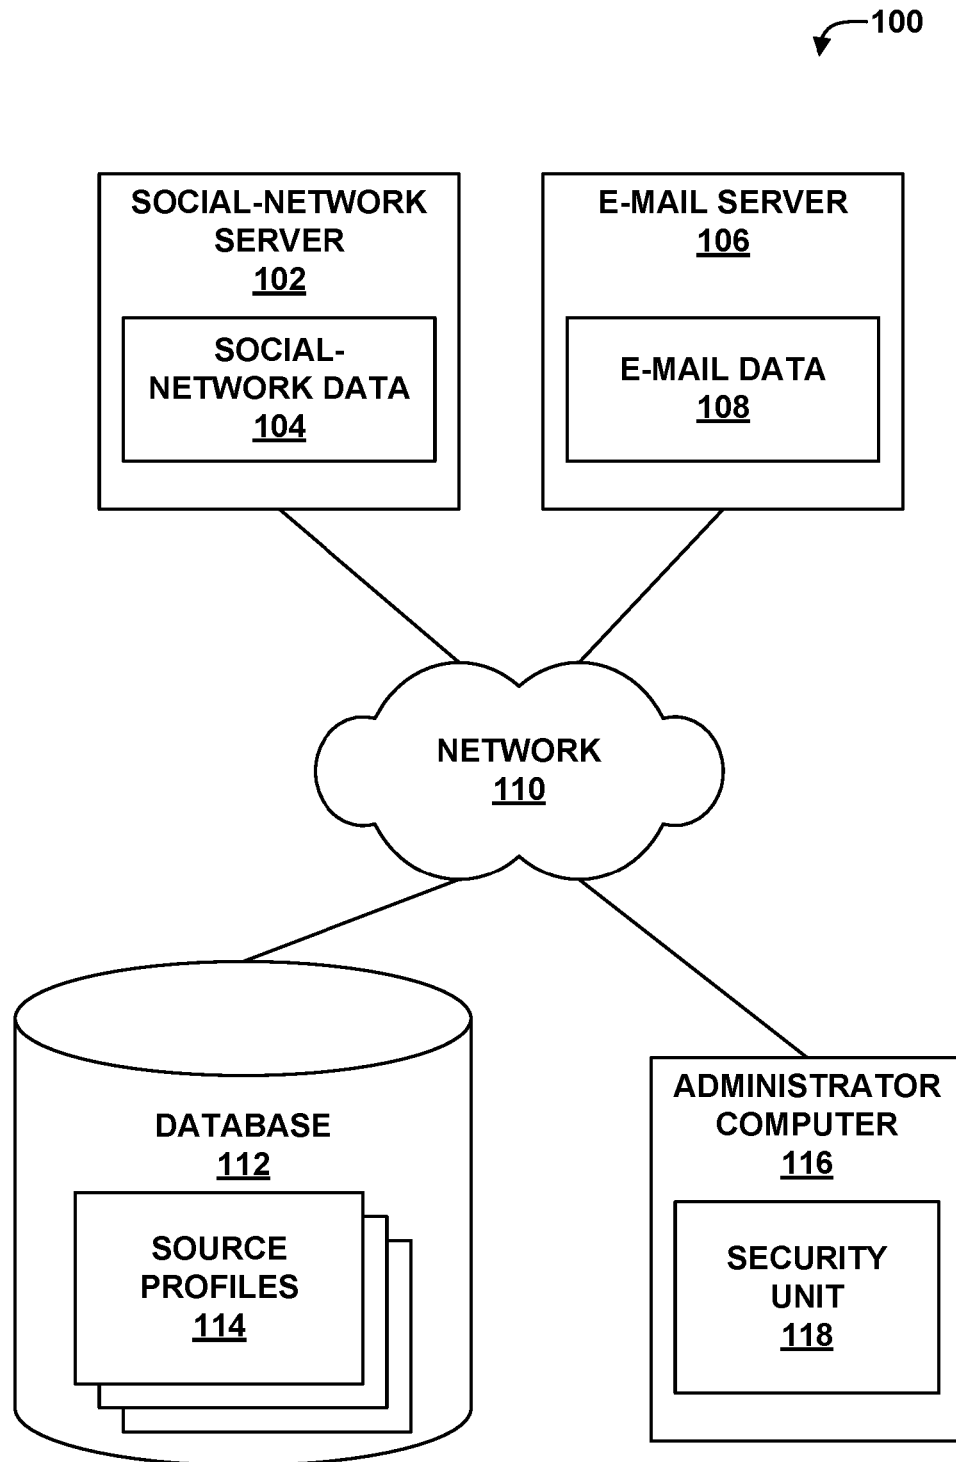 100
SOCIAL-NETWORK
SERVER
102
SOCIAL-
NETWORK DATA
104
E-MAIL SERVER
106
E-MAIL DATA
108
NETWORK
110
DATABASE
112
SOURCE
PROFILES
114
ADMINISTRATOR
COMPUTER
116
SECURITY
UNIT
118